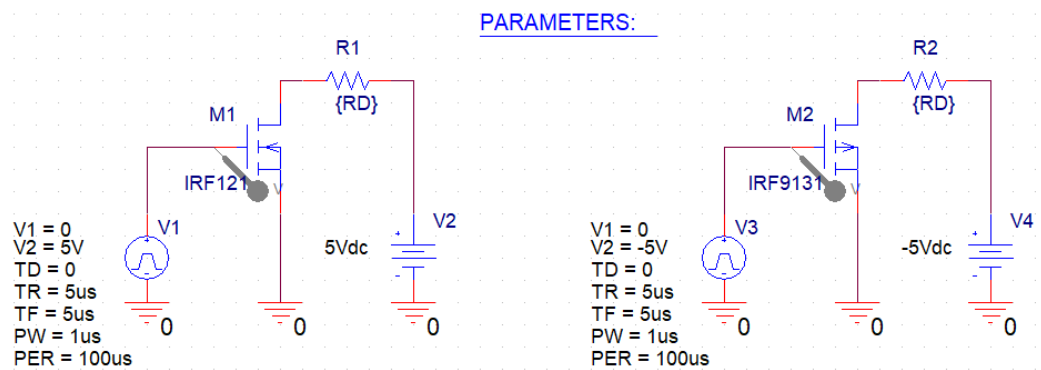 PARAMETERS:
R1
{RD}
M1
IRF121
V
V1
V1 = 0
V2 = 5V
TD = 0
TR = 5us
TF = 5us
PW = 1us
PER = 100us
+
-
V2
5Vdc
+
-
0
0
0
R2
{RD}
M2
IRF9131
V
V3
V1 = 0
V2 = -5V
TD = 0
TR = 5us
TF = 5us
PW = 1us
PER = 100us
+
-
V4
-5Vdc
+
-
0
0
0